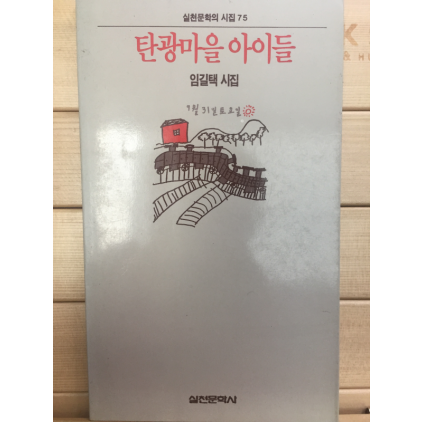 실천문학의 시집 75
탄광마을 아이들
임길택 시집
7월 31일 토요일
실천문학사